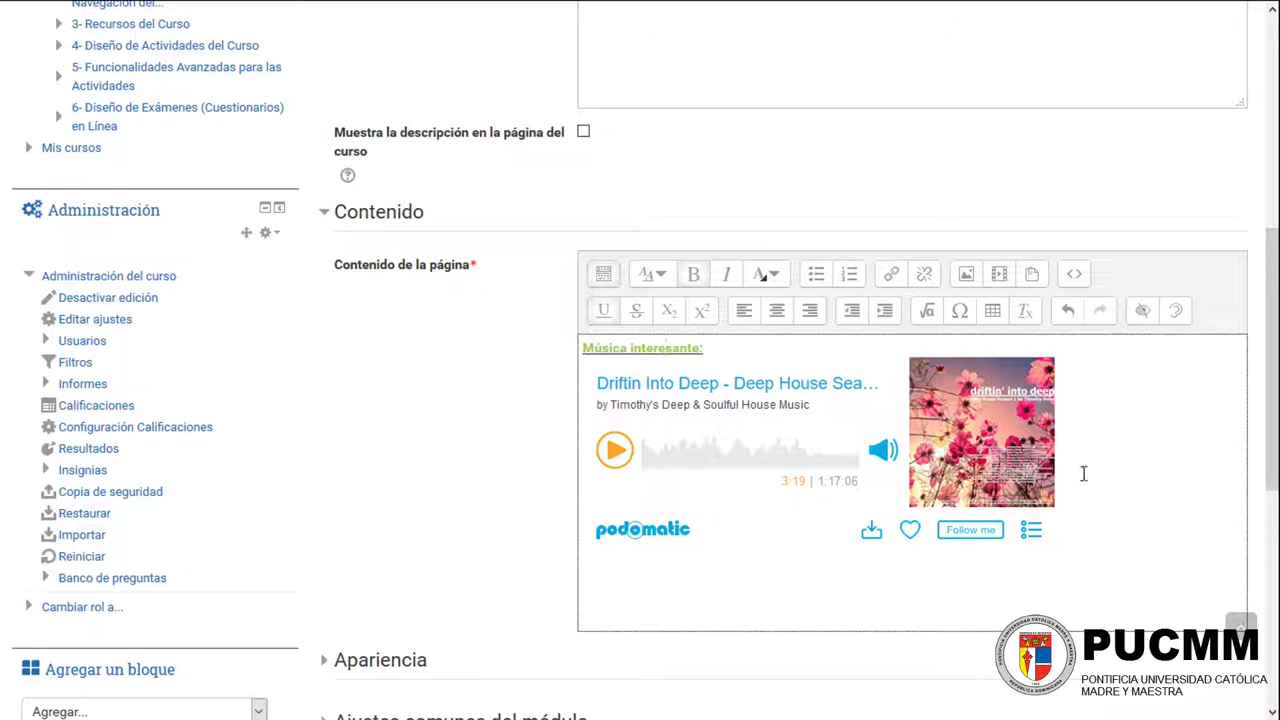 Navegación del...
3- Recursos del Curso
4- Diseño de Actividades del Curso
5- Funcionalidades Avanzadas para las
Actividades
6- Diseño de Exámenes (Cuestionarios)
en Línea
Mis cursos
Administración
Administración del curso
Desactivar edición
Editar ajustes
Usuarios
Filtros
Informes
Calificaciones
Configuración Calificaciones
Resultados
Insignias
Copia de seguridad
Restaurar
Importar
Reiniciar
Banco de preguntas
Cambiar rol a...
Agregar un bloque
Agregar...
Muestra la descripción en la página del
curso
Contenido
Contenido de la página*
Música interesante:
Driftin Into Deep - Deep House Sea...
by Timothy's Deep & Soulful House Music
3:19 | 1:17:06
driftin' into deep
podomatic
Follow me
Apariencia
Ajustes comunes del módulo
PUCMM
PONTIFICIA UNIVERSIDAD CATÓLICA
MADRE Y MAESTRA